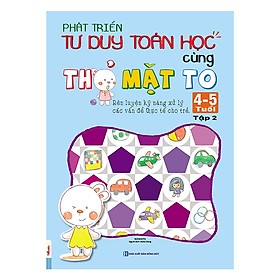 PHÁT TRIỂN
TƯ DUY TOÁN HỌC
cùng
THỎ MẶT TO
4-5
Tuổi
Tập 2
Rèn luyện kỹ năng xử lý
các vấn đề thực tế cho trẻ.